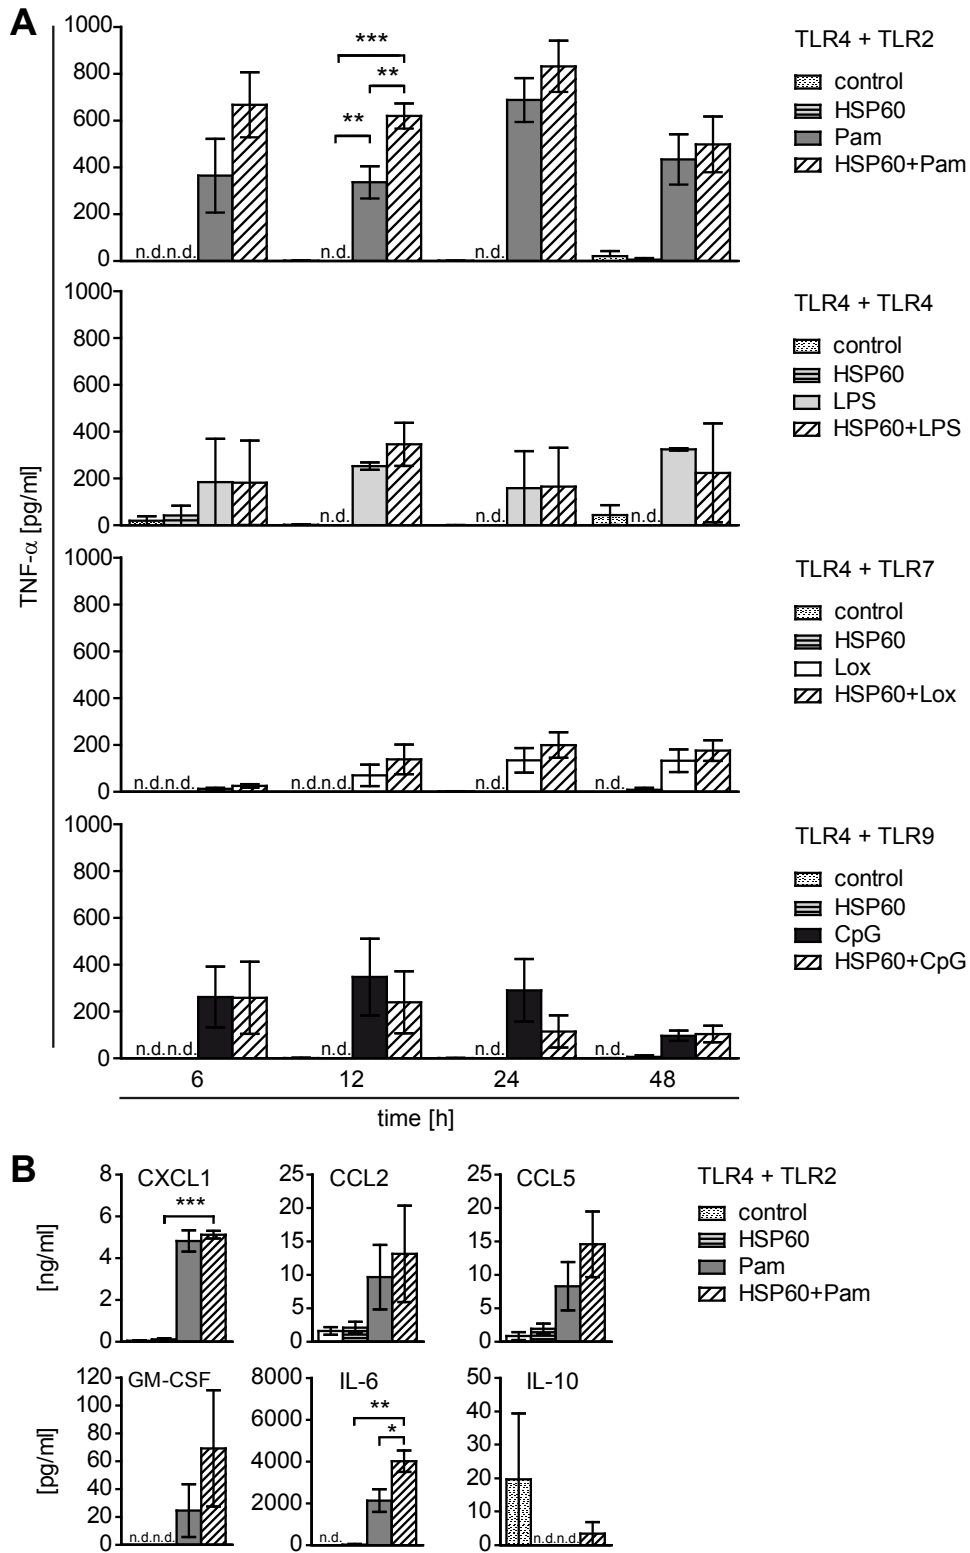 A
TNF-α [pg/ml]
1000
800
600
400
200
0
n.d.n.d.
n.d.
n.d.
**
***
**
TLR4 + TLR2
control
HSP60
Pam
HSP60+Pam
1000
800
600
400
200
0
n.d.
n.d.
n.d.
TLR4 + TLR4
control
HSP60
LPS
HSP60+LPS
1000
800
600
400
200
0
n.d.n.d.
n.d.n.d.
n.d.
n.d.
TLR4 + TLR7
control
HSP60
Lox
HSP60+Lox
1000
800
600
400
200
0
n.d.n.d.
n.d.
n.d.
n.d.
TLR4 + TLR9
control
HSP60
CpG
HSP60+CpG
6 12 24 48
time [h]
B
[ng/ml]
CXCL1
8
6
4
2
0
***
CCL2
25
20
15
10
5
0
CCL5
25
20
15
10
5
0
TLR4 + TLR2
control
HSP60
Pam
HSP60+Pam
[pg/ml]
GM-CSF
120
100
80
60
40
20
0
n.d.n.d.
IL-6
8000
6000
4000
2000
0
n.d.
**
*
IL-10
50
40
30
20
10
0
n.d.n.d.